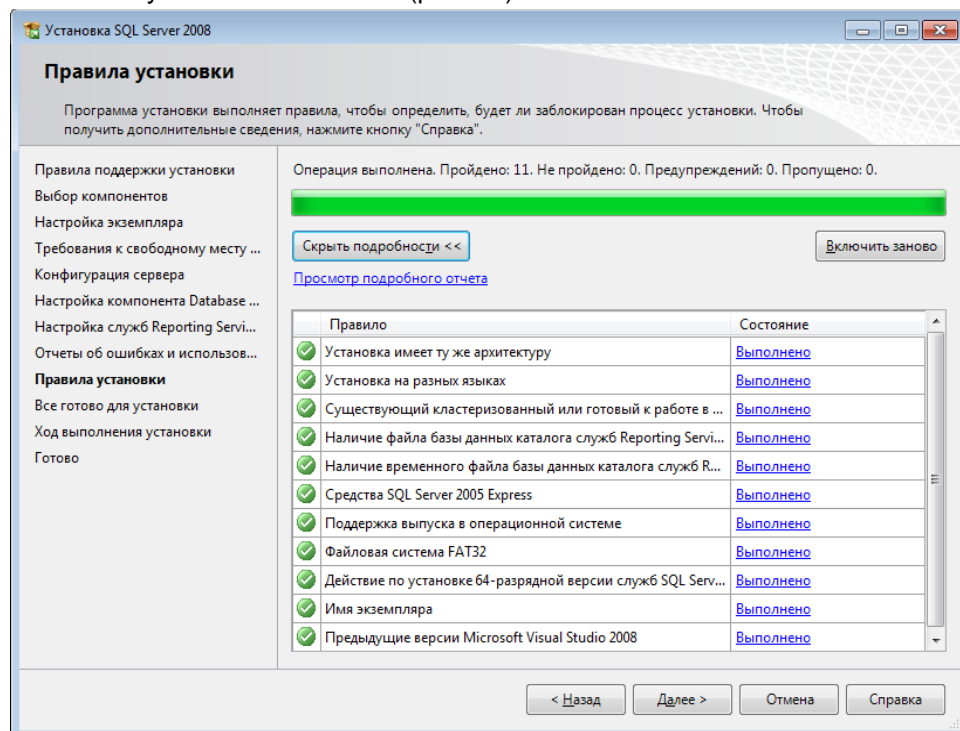 Установка SQL Server 2008
Правила установки
Программа установки выполняет правила, чтобы определить, будет ли заблокирован процесс установки. Чтобы
получить дополнительные сведения, нажмите кнопку "Справка".
Правила поддержки установки
Выбор компонентов
Настройка экземпляра
Требования к свободному месту ...
Конфигурация сервера
Настройка компонента Database ...
Настройка служб Reporting Servi...
Отчеты об ошибках и использов...
Правила установки
Все готово для установки
Ход выполнения установки
Готово
Операция выполнена. Пройдено: 11. Не пройдено: 0. Предупреждений: 0. Пропущено: 0.
Скрыть подробности <<
Включить заново
Просмотр подробного отчета
Правило Состояние
Установка имеет ту же архитектуру Выполнено
Установка на разных языках Выполнено
Существующий кластеризованный или готовый к работе в ... Выполнено
Наличие файла базы данных каталога служб Reporting Servi... Выполнено
Наличие временного файла базы данных каталога служб R... Выполнено
Средства SQL Server 2005 Express Выполнено
Поддержка выпуска в операционной системе Выполнено
Файловая система FAT32 Выполнено
Действие по установке 64-разрядной версии служб SQL Serv... Выполнено
Имя экземпляра Выполнено
Предыдущие версии Microsoft Visual Studio 2008 Выполнено
< Назад Далее > Отмена Справка